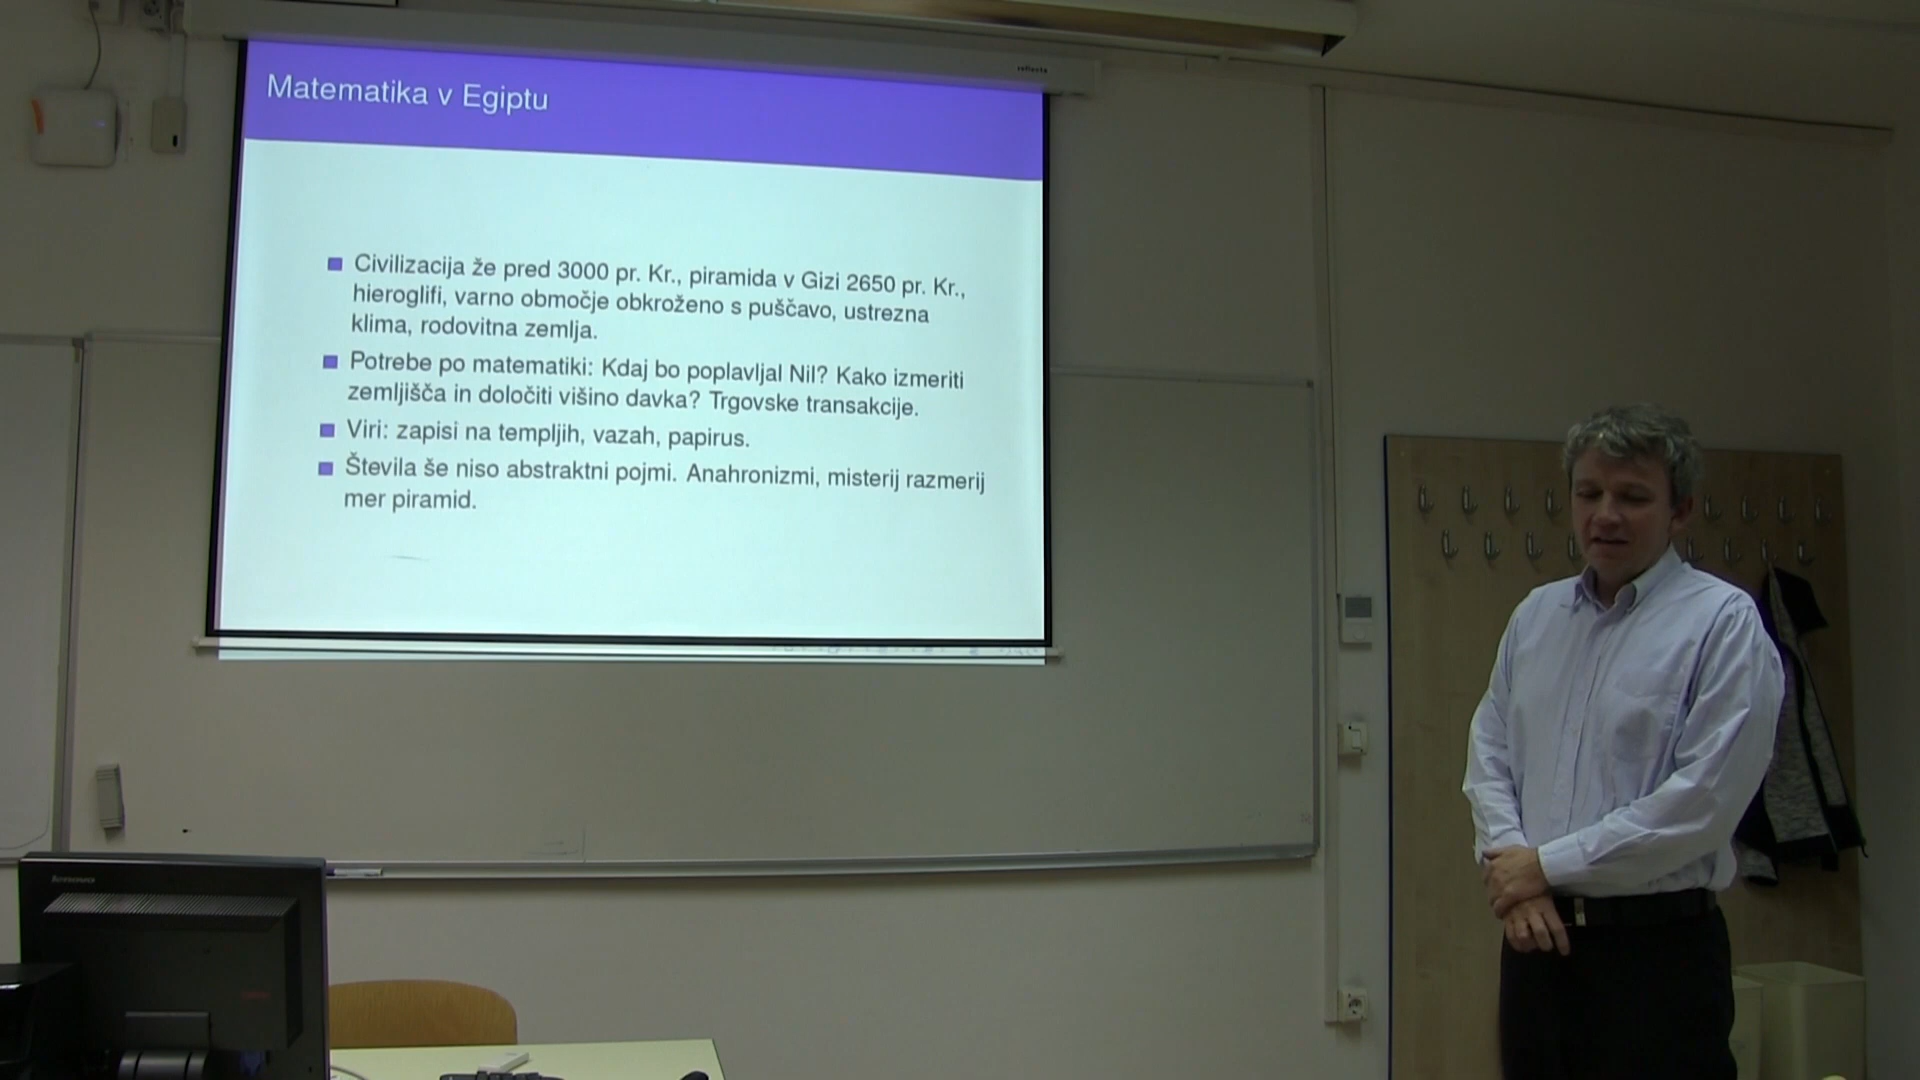 reflecta
Matematika v Egiptu
Civilizacija že pred 3000 pr. Kr., piramida v Gizi 2650 pr. Kr.,
hieroglifi, varno območje obkroženo s puščavo, ustrezna
klima, rodovitna zemlja.
Potrebe po matematiki: Kdaj bo poplavljal Nil? Kako izmeriti
zemljišča in določiti višino davka? Trgovske transakcije.
Viri: zapisi na templjih, vazah, papirus.
Števila še niso abstraktni pojmi. Anahronizmi, misterij razmerij
mer piramid.
lenovo